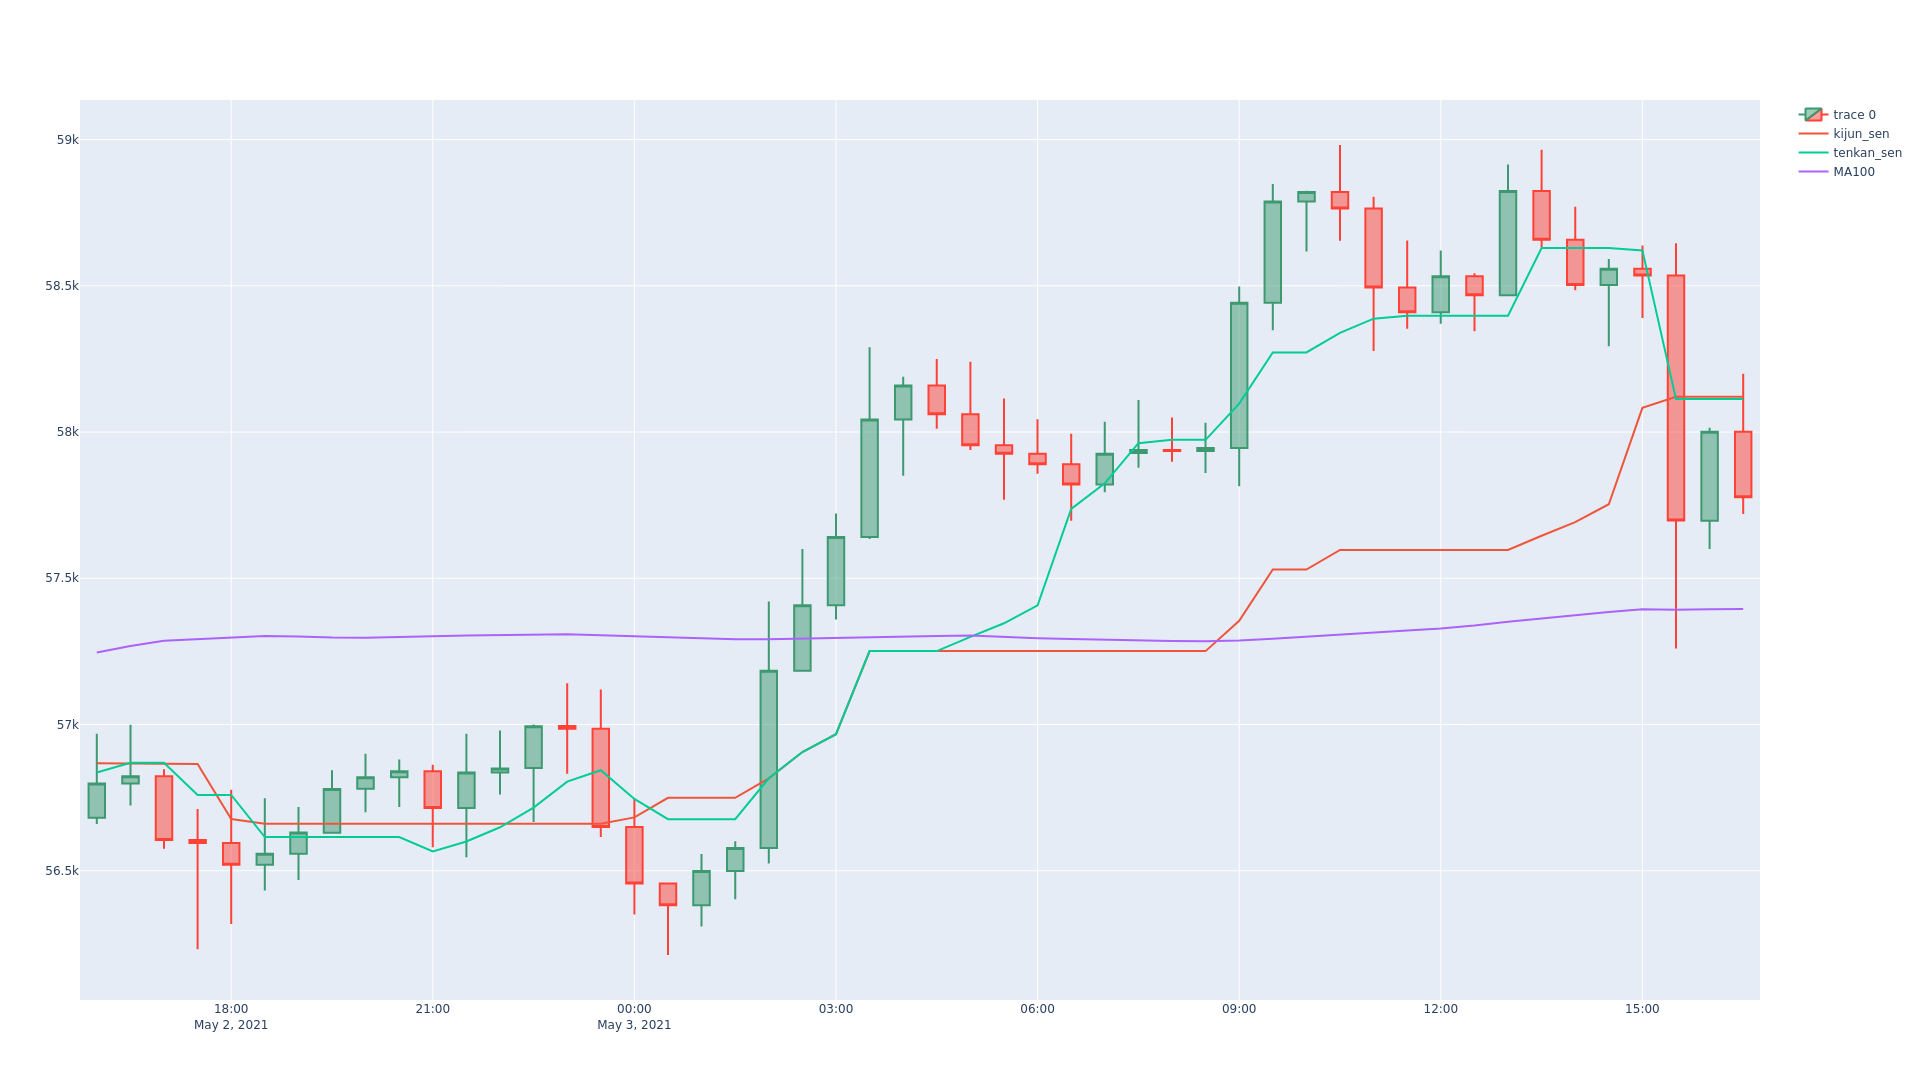 59k
58.5k
58k
57.5k
57k
56.5k
18:00
May 2, 2021
21:00
00:00
May 3, 2021
03:00
06:00
09:00
12:00
15:00
trace 0
kijun_sen
tenkan_sen
MA100